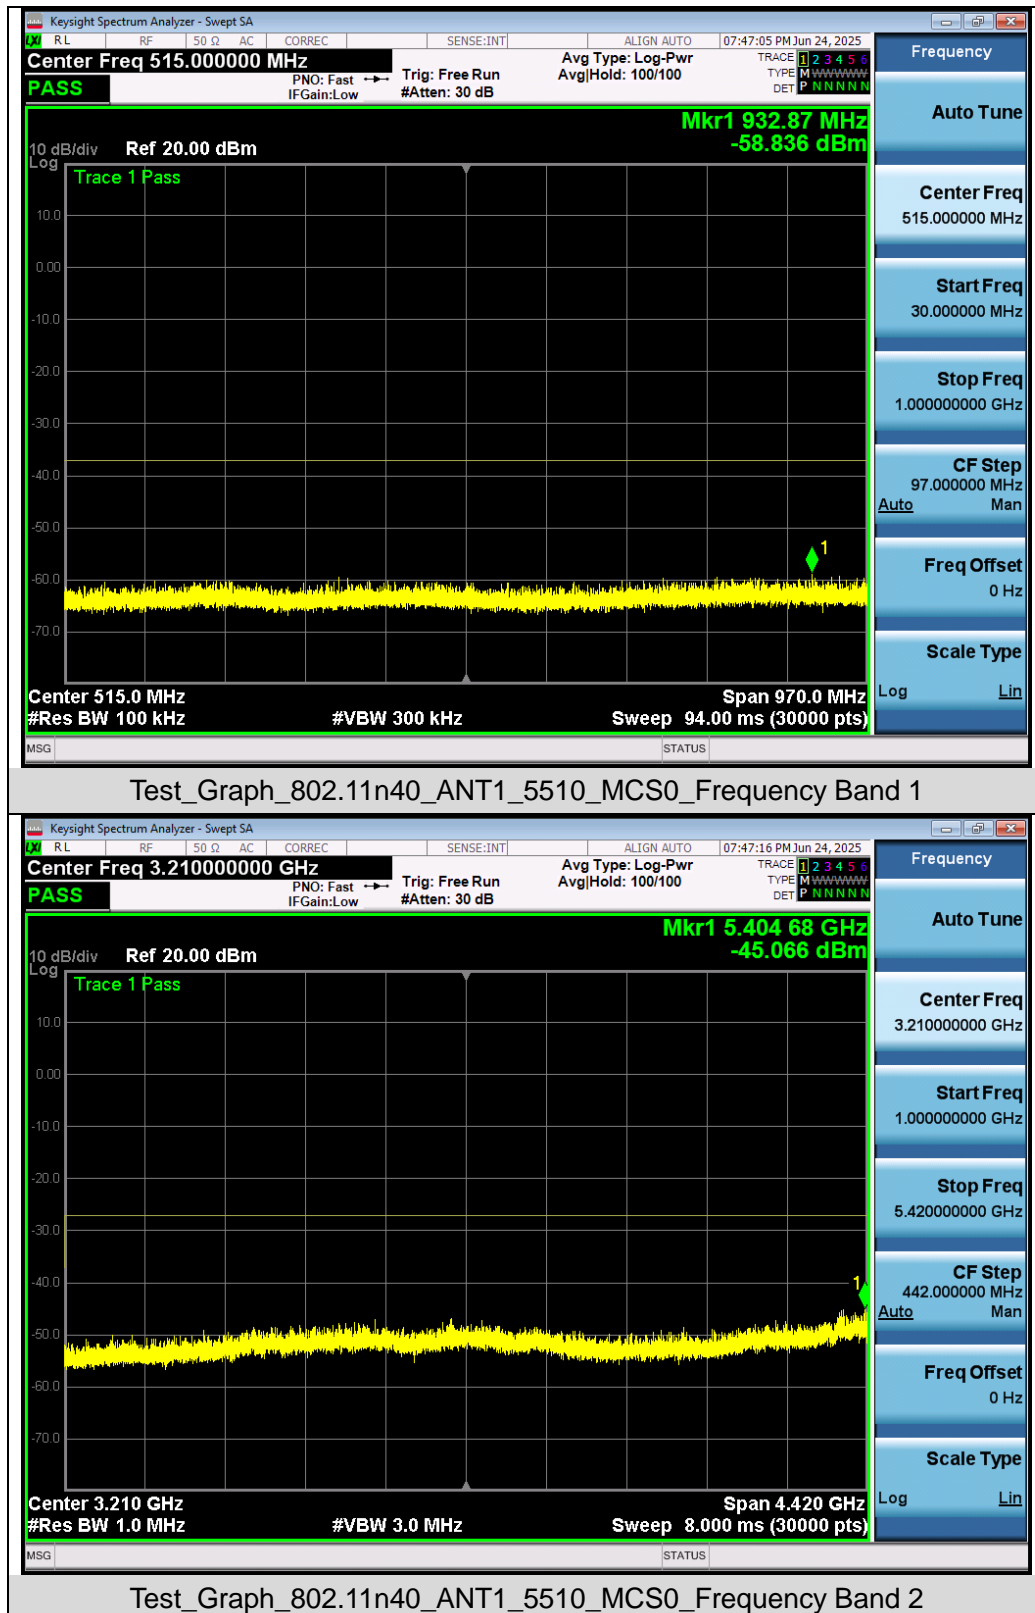 Keysight Spectrum Analyzer - Swept SA
LXI RL RF 50 Ω AC CORREC SENSE:INT ALIGN AUTO 07:47:05 PM Jun 24, 2025
Center Freq 515.000000 MHz
PASS
PNO: Fast
IFGain:Low
Trig: Free Run
#Atten: 30 dB
Avg Type: Log-Pwr
Avg|Hold: 100/100
TRACE 1 2 3 4 5 6
TYPE M WWWWW
DET P N N N N N
Mkr1 932.87 MHz
-58.836 dBm
10 dB/div Ref 20.00 dBm
Log
Trace 1 Pass
10.0
0.00
-10.0
-20.0
-30.0
-40.0
-50.0
1
-60.0
-70.0
Center 515.0 MHz Span 970.0 MHz
#Res BW 100 kHz #VBW 300 kHz Sweep 94.00 ms (30000 pts)
MSG STATUS
Frequency
Auto Tune
Center Freq
515.000000 MHz
Start Freq
30.000000 MHz
Stop Freq
1.000000000 GHz
CF Step
97.000000 MHz
Auto Man
Freq Offset
0 Hz
Scale Type
Log Lin
Test_Graph_802.11n40_ANT1_5510_MCS0_Frequency Band 1
Keysight Spectrum Analyzer - Swept SA
LXI RL RF 50 Ω AC CORREC SENSE:INT ALIGN AUTO 07:47:16 PM Jun 24, 2025
Center Freq 3.210000000 GHz
PASS
PNO: Fast
IFGain:Low
Trig: Free Run
#Atten: 30 dB
Avg Type: Log-Pwr
Avg|Hold: 100/100
TRACE 1 2 3 4 5 6
TYPE M WWWWW
DET P N N N N N
Mkr1 5.404 68 GHz
-45.066 dBm
10 dB/div Ref 20.00 dBm
Log
Trace 1 Pass
10.0
0.00
-10.0
-20.0
-30.0
-40.0
1
-50.0
-60.0
-70.0
Center 3.210 GHz Span 4.420 GHz
#Res BW 1.0 MHz #VBW 3.0 MHz Sweep 8.000 ms (30000 pts)
MSG STATUS
Frequency
Auto Tune
Center Freq
3.210000000 GHz
Start Freq
1.000000000 GHz
Stop Freq
5.420000000 GHz
CF Step
442.000000 MHz
Auto Man
Freq Offset
0 Hz
Scale Type
Log Lin
Test_Graph_802.11n40_ANT1_5510_MCS0_Frequency Band 2